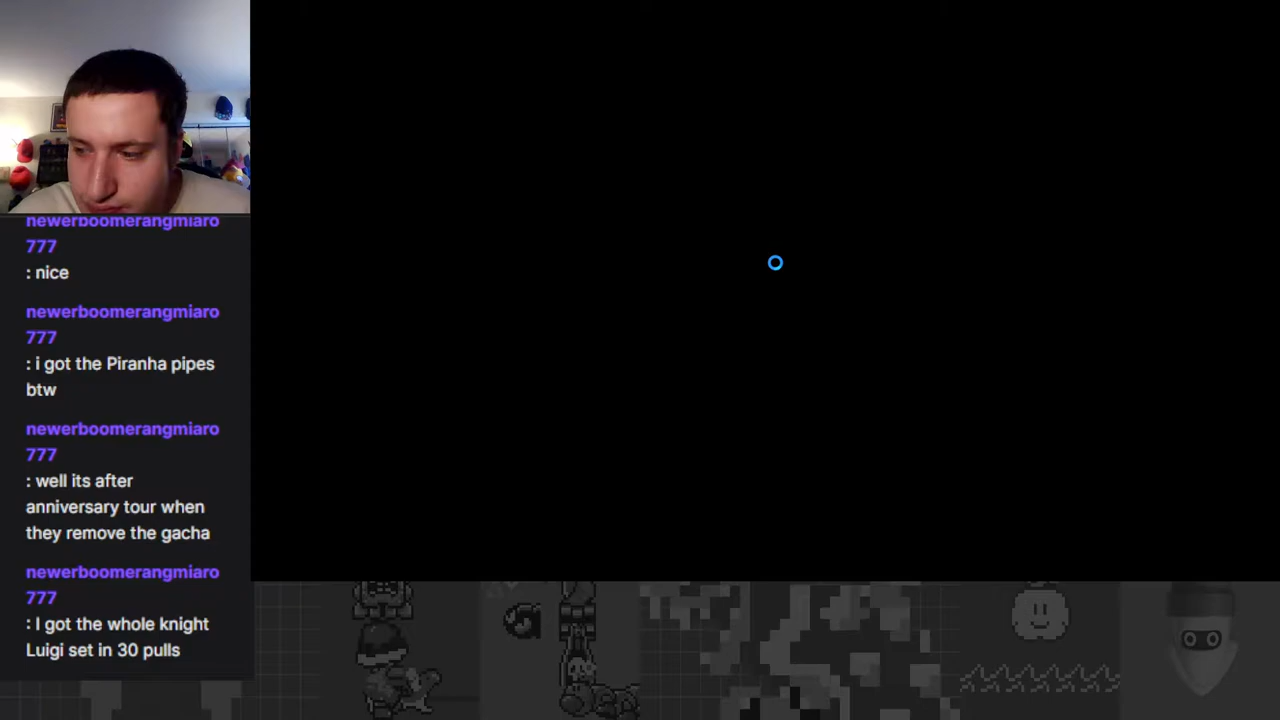 newerboomerangmiaro
777
: nice
newerboomerangmiaro
777
: i got the Piranha pipes
btw
newerboomerangmiaro
777
: well its after
anniversary tour when
they remove the gacha
newerboomerangmiaro
777
: I got the whole knight
Luigi set in 30 pulls